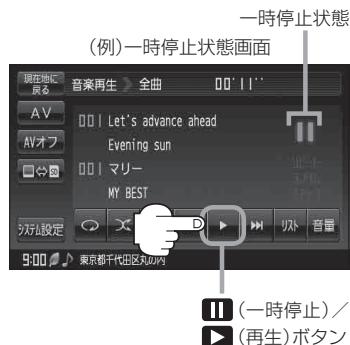 一時停止状態
(例)一時停止状態画面
現在地に
戻る
音楽再生 全曲 00'11''
AV
001 Let's advance ahead
Evening sun
AVオフ
001 マリー
MY BEST
システム設定
リスト 音量
9:00 東京都千代田区丸の内
(一時停止)/
(再生)ボタン